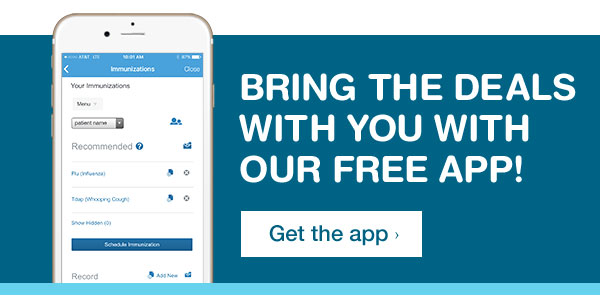 AT&T LTE 10:01 AM 87%
Immunizations Close
Your Immunizations
Menu
patient name
Recommended ?
Flu (Influenza)
Tdap (Whooping Cough)
Show Hidden (0)
Schedule Immunization
Record Add New
BRING THE DEALS
WITH YOU WITH
OUR FREE APP!
Get the app ›